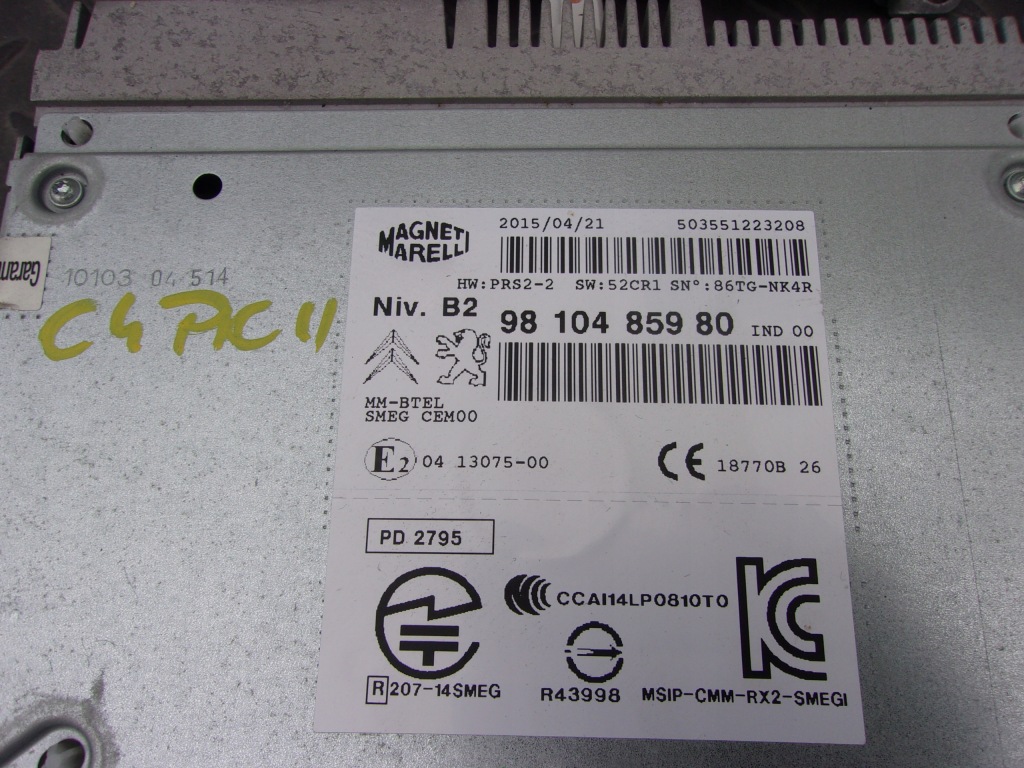 MAGNETI
MARELLI
2015/04/21 503551223208
HW:PRS2-2 SW:52CR1 SN°:86TG-NK4R
Niv. B2
98 104 859 80 IND 00
MM-BTEL
SMEG CEM00
E2 04 13075-00
CE 18770B 26
PD 2795
CCAI14LP0810T0
R 207-14SMEG
R43998
MSIP-CMM-RX2-SMEGI
10103 04 514
C4 PIC II